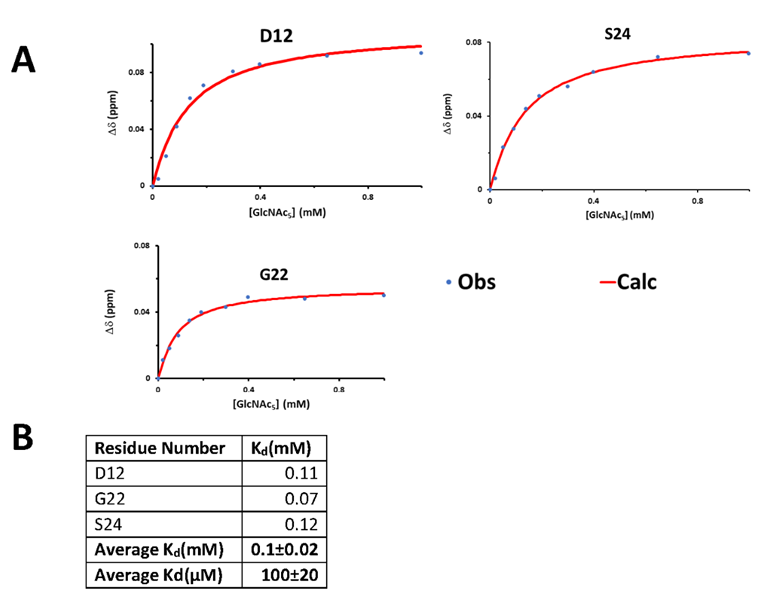 A
D12
0.08
0.04
0
Δδ (ppm)
0.4
0.8
[GlcNAc₅] (mM)
S24
0.08
0.04
0
Δδ (ppm)
0
0.4
0.8
[GlcNAc₅] (mM)
G22
0.08
0.04
0
Δδ (ppm)
0
0.4
0.8
[GlcNAc₅] (mM)
Obs
Calc
B
Residue Number K_d(mM)
D12 0.11
G22 0.07
S24 0.12
Average K_d(mM) 0.1±0.02
Average Kd(µM) 100±20